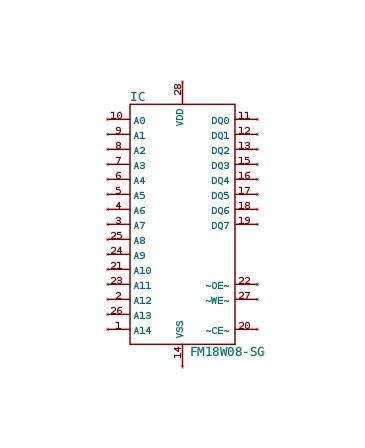 28
IC
VDD
10 A0 DQ0 11
9 A1 DQ1 12
8 A2 DQ2 13
7 A3 DQ3 15
6 A4 DQ4 16
5 A5 DQ5 17
4 A6 DQ6 18
3 A7 DQ7 19
25 A8
24 A9
21 A10
23 A11 ~OE~ 22
2 A12 ~WE~ 27
26 A13
1 A14 ~CE~ 20
VSS
14 FM18W08-SG